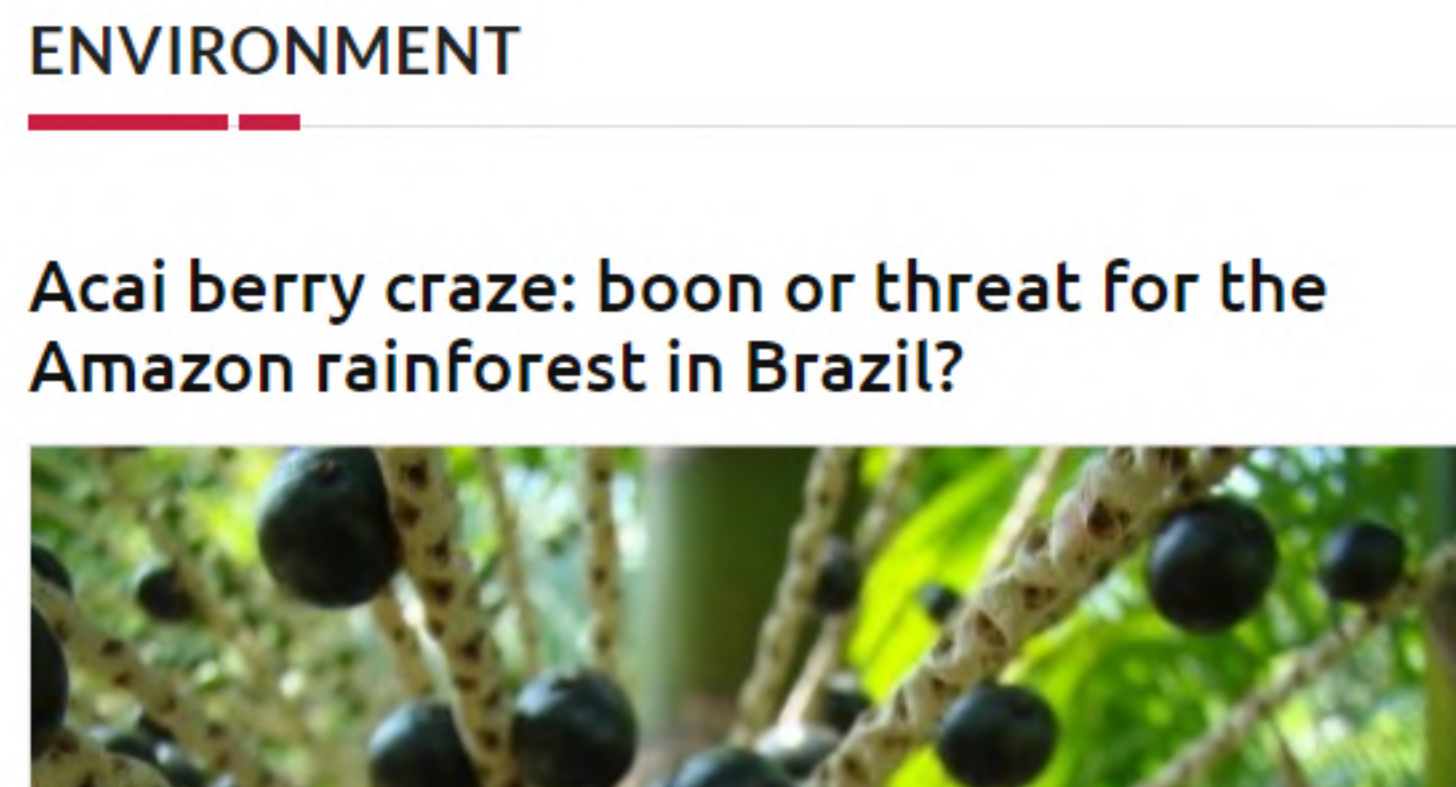 ENVIRONMENT
Acai berry craze: boon or threat for the
Amazon rainforest in Brazil?